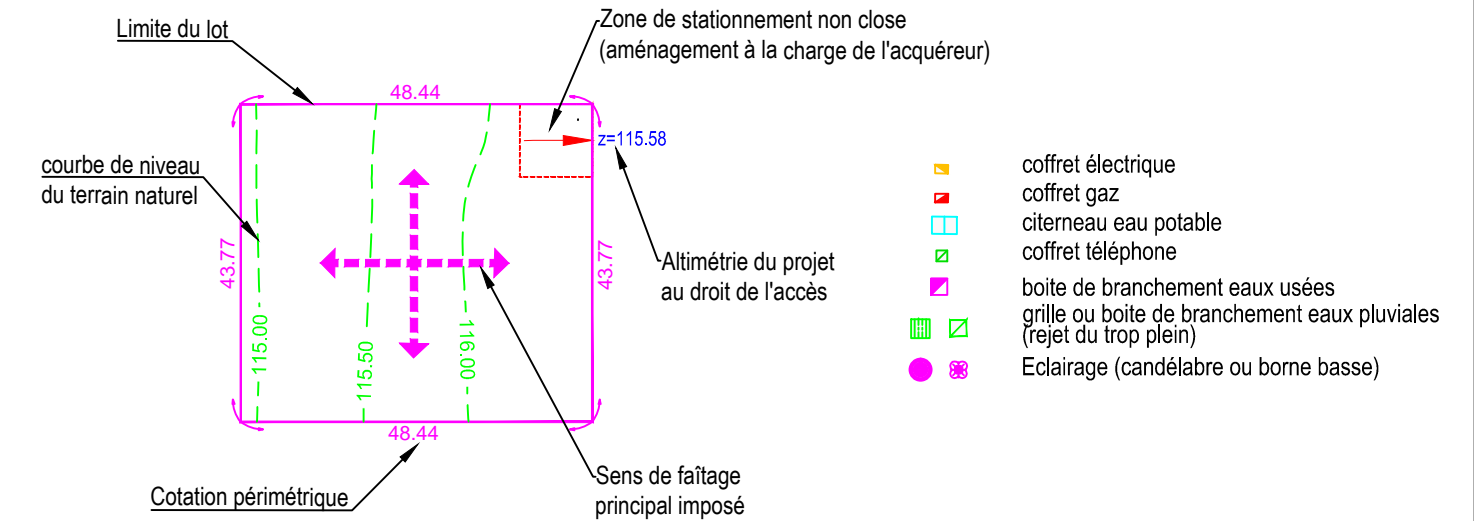 Limite du lot
Zone de stationnement non close
(aménagement à la charge de l'acquéreur)
48.44
z=115.58
courbe de niveau
du terrain naturel
43.77
43.77
115.00
115.50
116.00
Altimétrie du projet
au droit de l'accès
48.44
Cotation périmétrique
Sens de faîtage
principal imposé
coffret électrique
coffret gaz
citerneau eau potable
coffret téléphone
boite de branchement eaux usées
grille ou boite de branchement eaux pluviales
(rejet du trop plein)
Eclairage (candélabre ou borne basse)